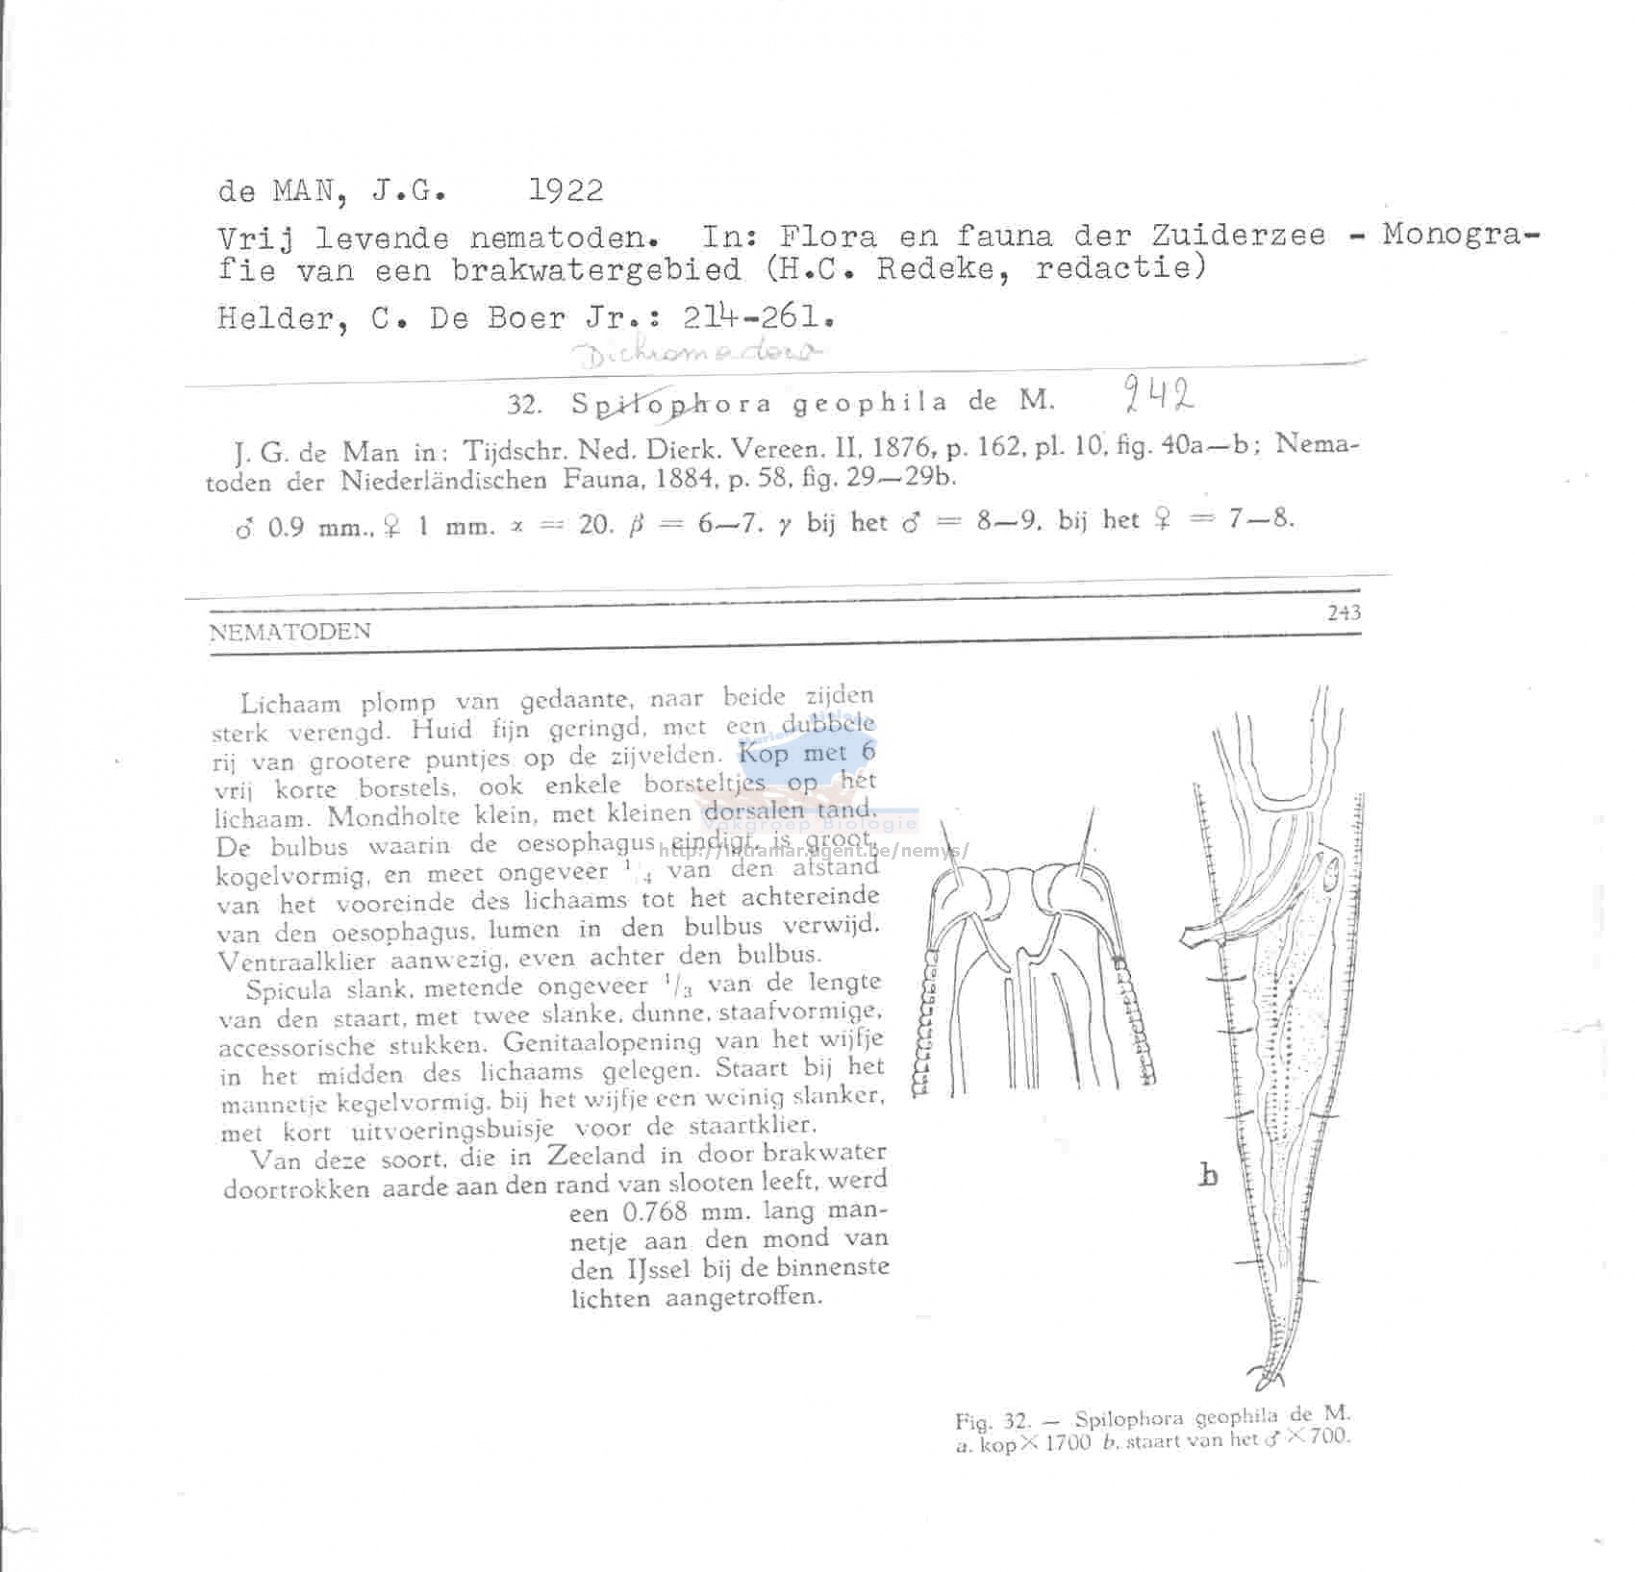 de MAN, J.G. 1922
Vrij levende nematoden. In: Flora en fauna der Zuiderzee - Monogra-
fie van een brakwatergebied (H.C. Redeke, redactie)
Helder, C. De Boer Jr.: 214-261.
Dichromadora
32. Spilophora geophila de M. 242
J. G. de Man in: Tijdschr. Ned. Dierk. Vereen. II, 1876, p. 162, pl. 10, fig. 40a—b; Nema-
toden der Niederländischen Fauna, 1884, p. 58, fig. 29—29b.
♂ 0.9 mm., ♀ 1 mm. α = 20. β = 6—7. γ bij het ♂ = 8—9, bij het ♀ = 7—8.
NEMATODEN 243
Lichaam plomp van gedaante, naar beide zijden
sterk verengd. Huid fijn geringd, met een dubbele
rij van grootere puntjes op de zijvelden. Kop met 6
vrij korte borstels, ook enkele borsteltjes op het
lichaam. Mondholte klein, met kleinen dorsalen tand.
De bulbus waarin de oesophagus eindigt, is groot,
kogelvormig, en meet ongeveer 1/4 van den afstand
van het vooreinde des lichaams tot het achtereinde
van den oesophagus, lumen in den bulbus verwijd.
Ventraalklier aanwezig, even achter den bulbus.
Spicula slank, metende ongeveer 1/3 van de lengte
van den staart, met twee slanke, dunne, staafvormige,
accessorische stukken. Genitaalopening van het wijfje
in het midden des lichaams gelegen. Staart bij het
mannetje kegelvormig, bij het wijfje een weinig slanker,
met kort uitvoeringsbuisje voor de staartklier.
Van deze soort, die in Zeeland in door brakwater
doortrokken aarde aan den rand van slooten leeft, werd
een 0.768 mm. lang man-
netje aan den mond van
den IJssel bij de binnenste
lichten aangetroffen.
Vakgroep Biologie
http://intramar.ugent.be/nemys/
b
Fig. 32. — Spilophora geophila de M.
a. kop × 1700 b. staart van het ♂ × 700.